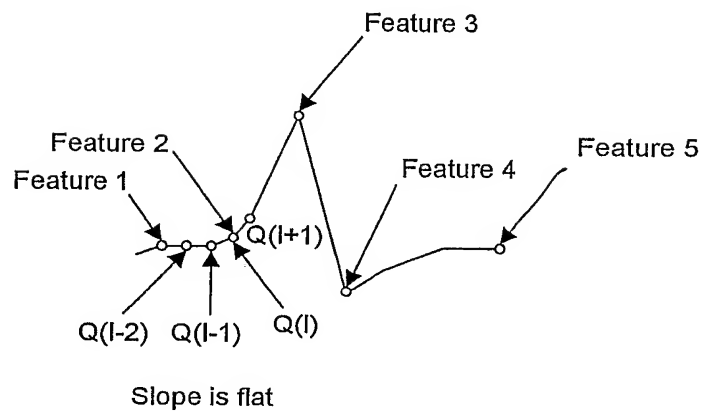 Feature 3
Feature 2
Feature 1
Feature 5
Feature 4
Q(I+1)
Q(I-2)
Q(I-1)
Q(I)
Slope is flat